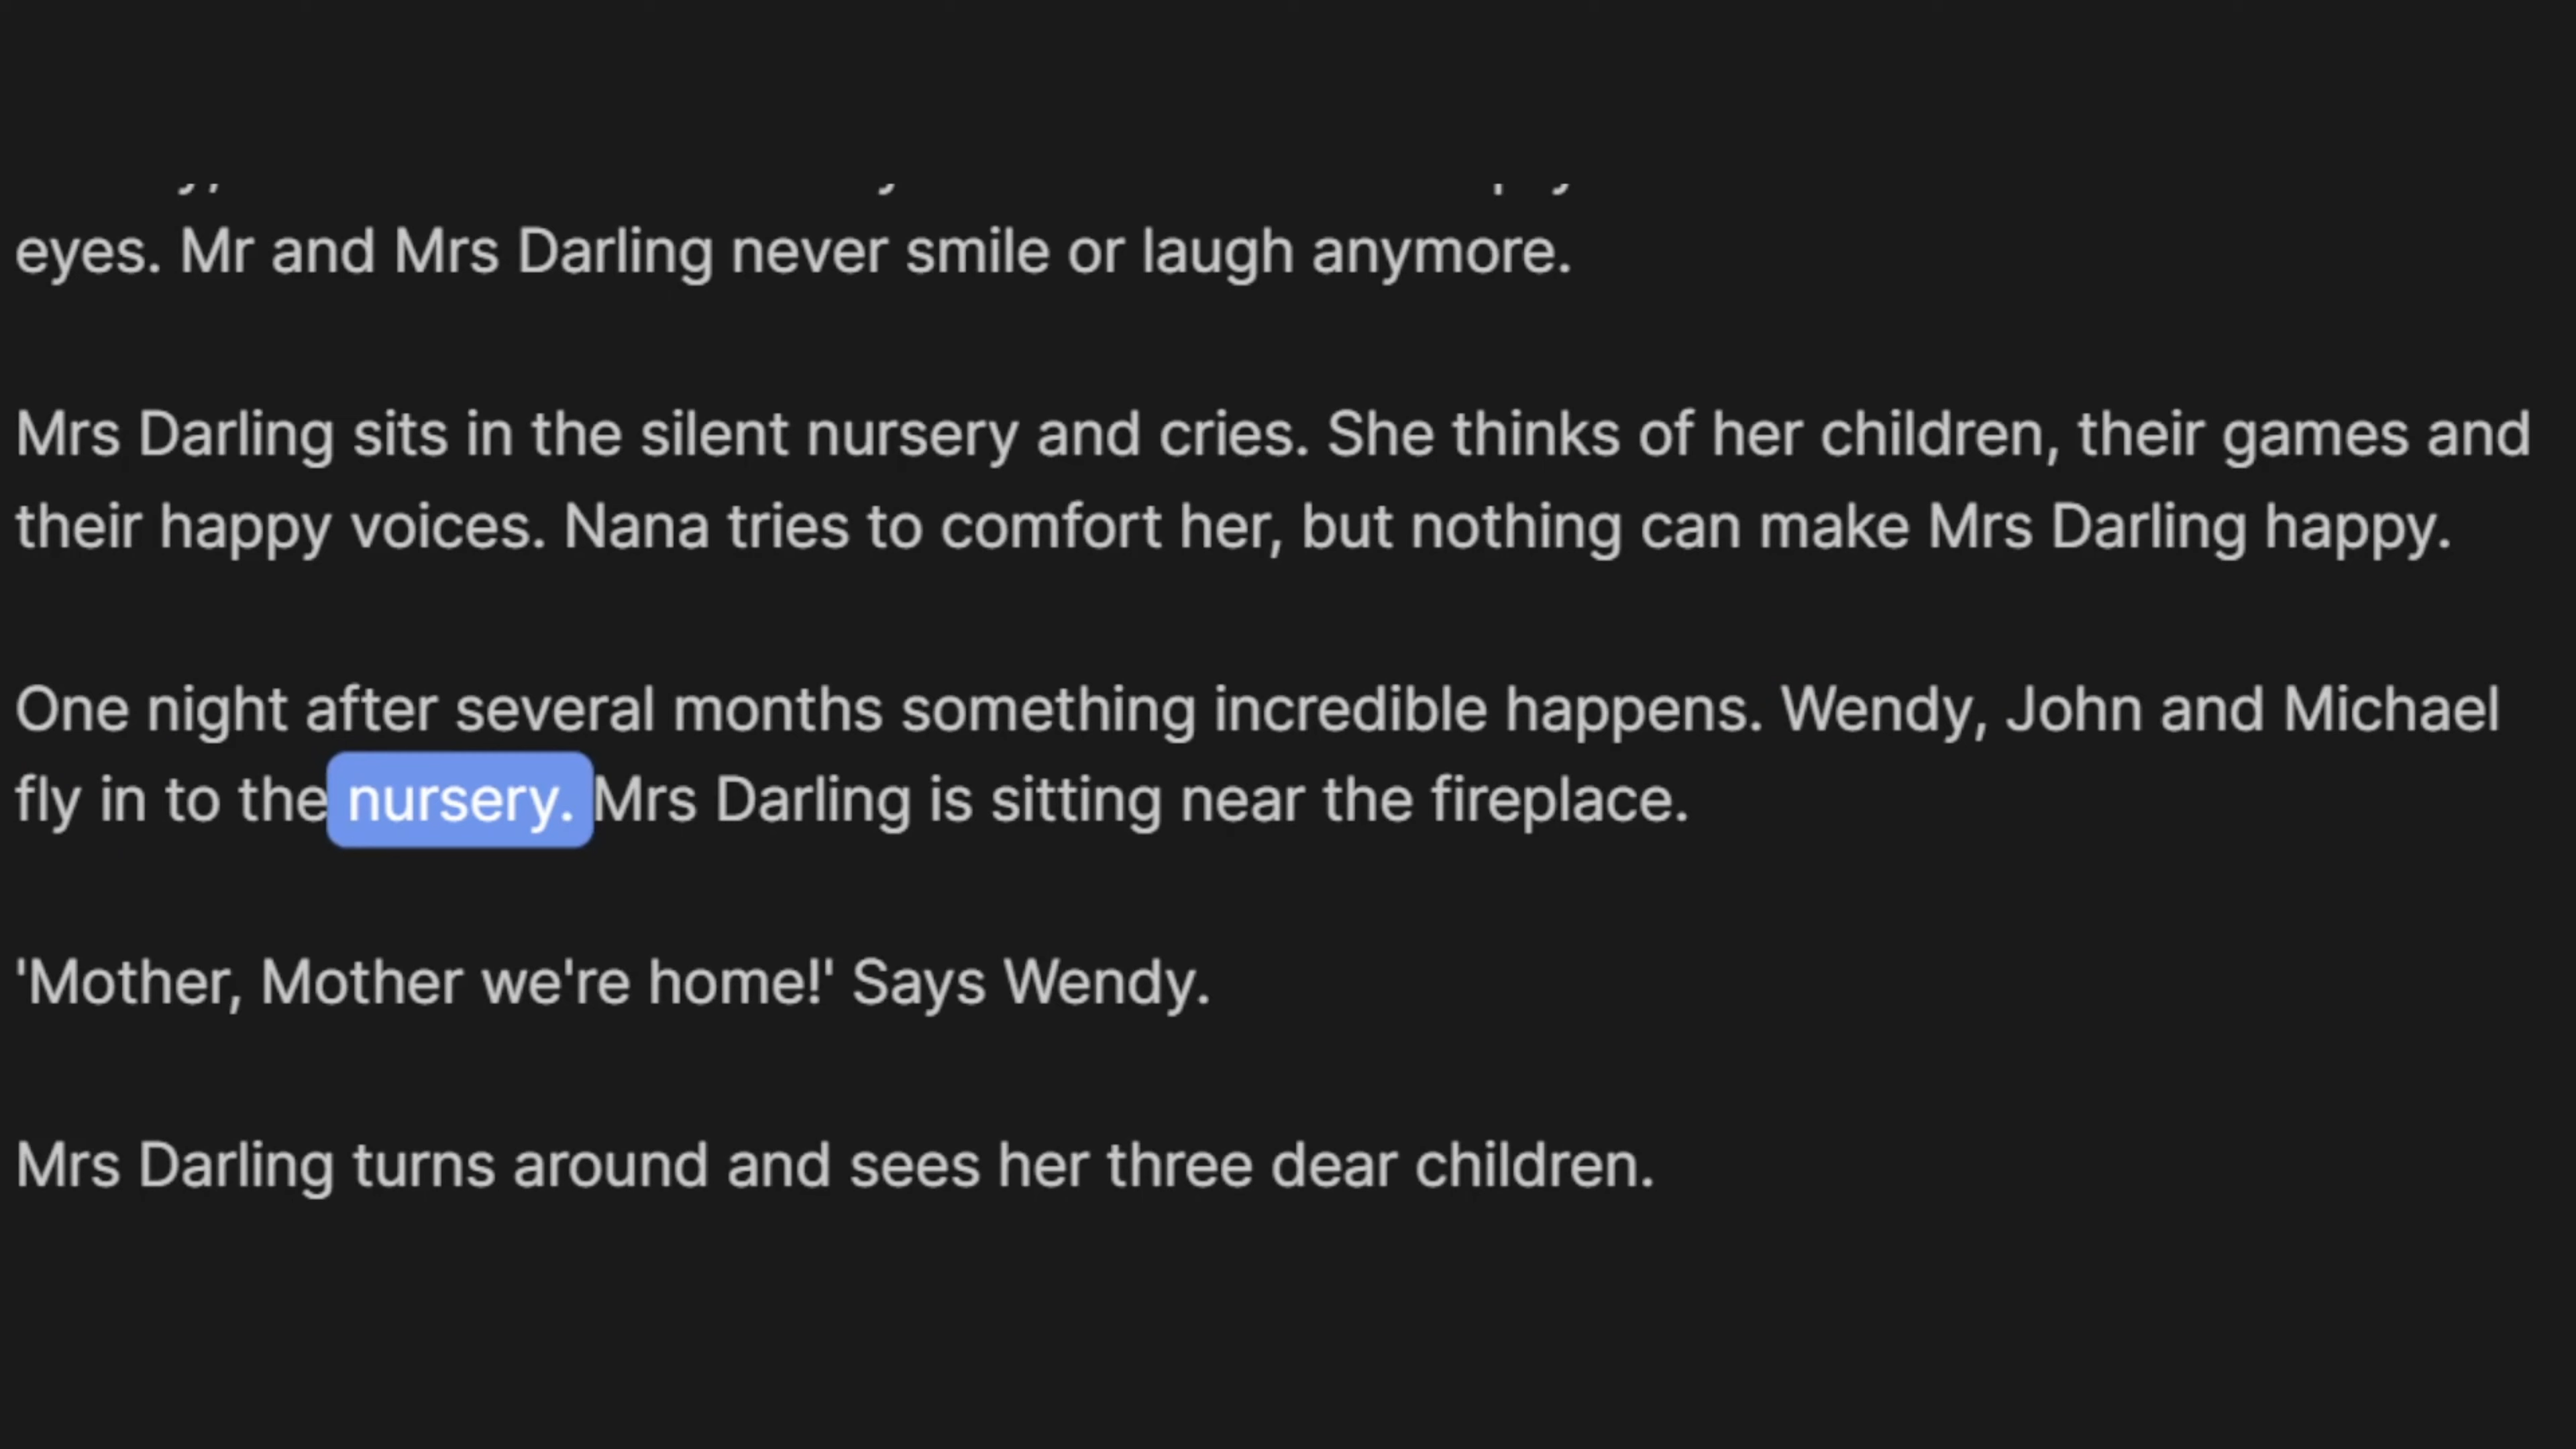 eyes. Mr and Mrs Darling never smile or laugh anymore.
Mrs Darling sits in the silent nursery and cries. She thinks of her children, their games and
their happy voices. Nana tries to comfort her, but nothing can make Mrs Darling happy.
One night after several months something incredible happens. Wendy, John and Michael
fly in to the nursery. Mrs Darling is sitting near the fireplace.
'Mother, Mother we're home!' Says Wendy.
Mrs Darling turns around and sees her three dear children.